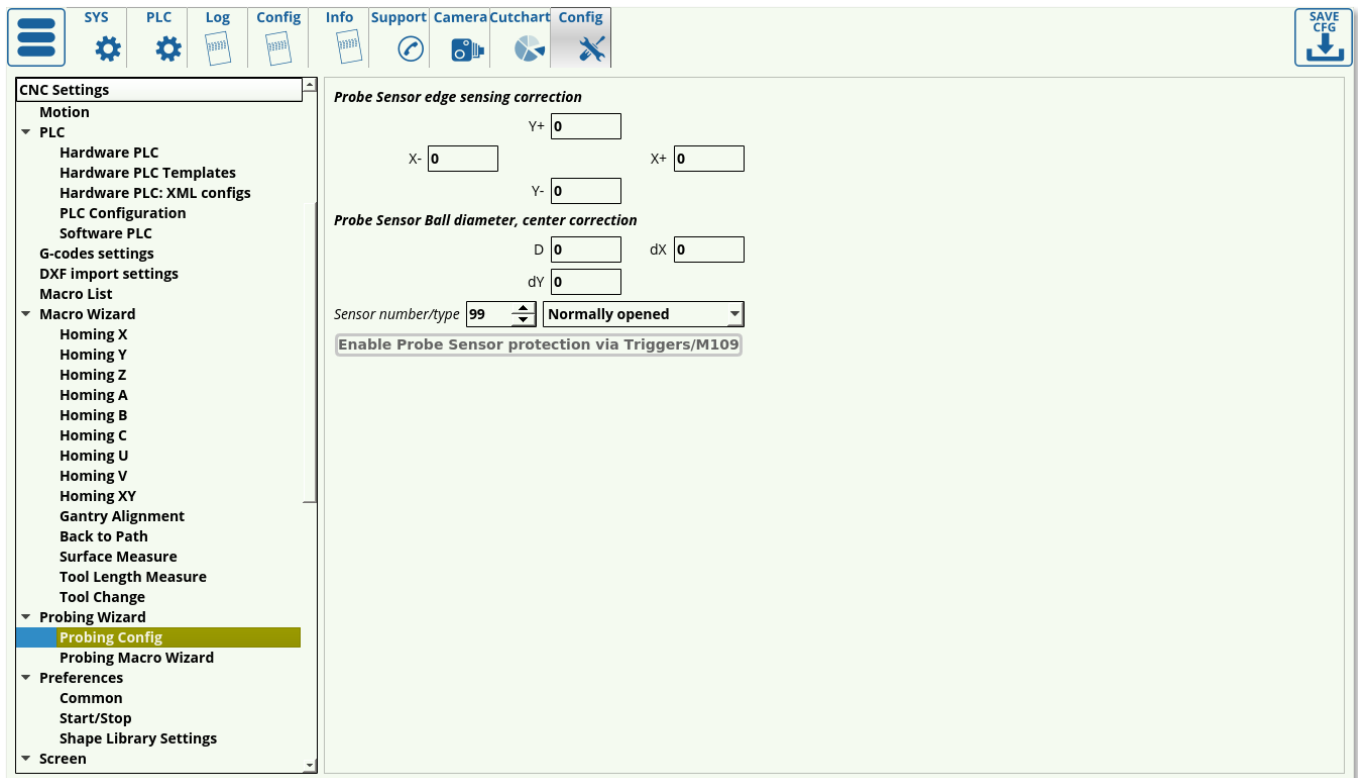 SYS PLC Log Config Info Support Camera Cutchart Config
SAVE
CFG
CNC Settings
Motion
PLC
Hardware PLC
Hardware PLC Templates
Hardware PLC: XML configs
PLC Configuration
Software PLC
G-codes settings
DXF import settings
Macro List
Macro Wizard
Homing X
Homing Y
Homing Z
Homing A
Homing B
Homing C
Homing U
Homing V
Homing XY
Gantry Alignment
Back to Path
Surface Measure
Tool Length Measure
Tool Change
Probing Wizard
Probing Config
Probing Macro Wizard
Preferences
Common
Start/Stop
Shape Library Settings
Screen
Probe Sensor edge sensing correction
Y+ 0
X- 0 X+ 0
Y- 0
Probe Sensor Ball diameter, center correction
D 0 dX 0
dY 0
Sensor number/type 99 Normally opened
Enable Probe Sensor protection via Triggers/M109